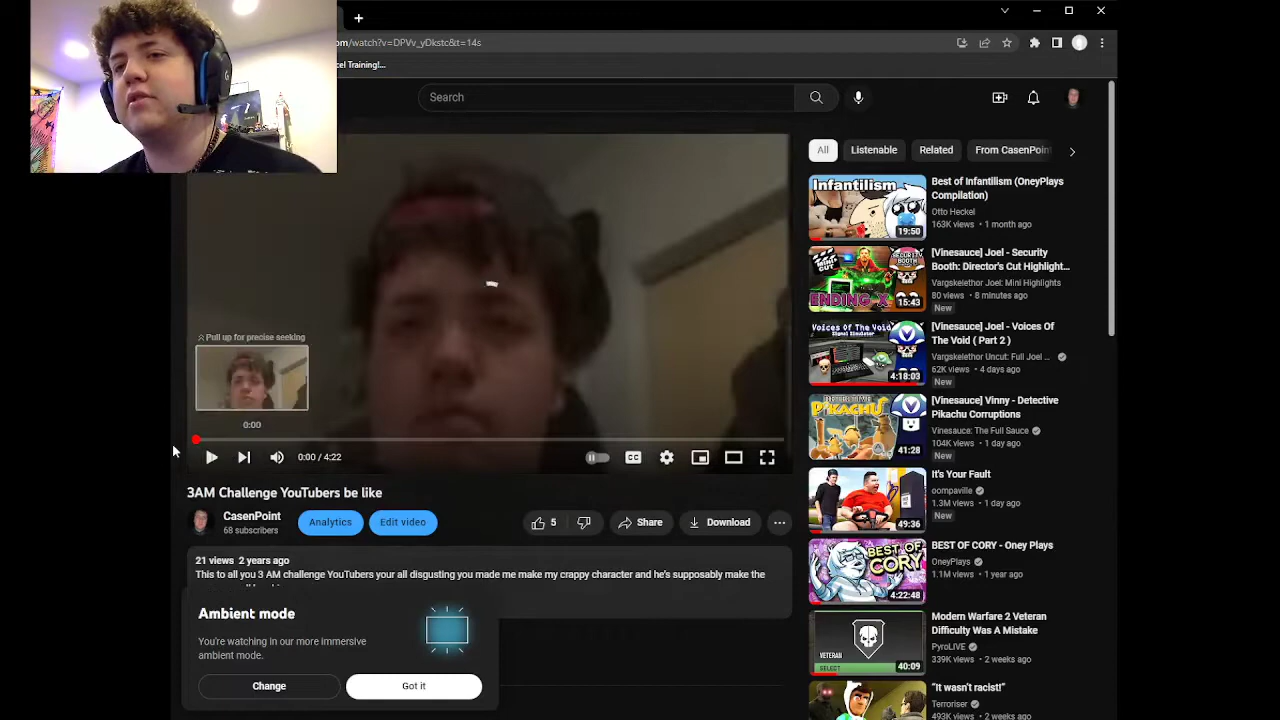 om/watch?v=DPVv_yDkstc&t=14s
cel Training!...
Search
All
Listenable
Related
From CasenPoint
Pull up for precise seeking
0:00
0:00 / 4:22
CC
3AM Challenge YouTubers be like
CasenPoint
68 subscribers
Analytics
Edit video
5
Share
Download
21 views 2 years ago
This to all you 3 AM challenge YouTubers your all disgusting you made me make my crappy character and he's supposably make the
Ambient mode
You're watching in our more immersive
ambient mode.
Change
Got it
Infantilism
19:50
Best of Infantilism (OneyPlays
Compilation)
Otto Heckel
163K views • 1 month ago
ENDING X
15:43
[Vinesauce] Joel - Security
Booth: Director's Cut Highlight...
Vargskelethor Joel: Mini Highlights
80 views • 8 minutes ago
New
VOICES OF THE VOID
4:18:03
[Vinesauce] Joel - Voices Of
The Void ( Part 2 )
Vargskelethor Uncut: Full Joel ...
62K views • 4 days ago
New
PIKACHU
41:28
[Vinesauce] Vinny - Detective
Pikachu Corruptions
Vinesauce: The Full Sauce
104K views • 1 day ago
New
49:36
It's Your Fault
oompaville
1.3M views • 1 day ago
New
BEST OF
CORY
4:22:48
BEST OF CORY - Oney Plays
OneyPlays
1.1M views • 1 year ago
VETERAN
SELECT
40:09
Modern Warfare 2 Veteran
Difficulty Was A Mistake
PyroLIVE
339K views • 2 weeks ago
"It wasn't racist!"
Terroriser
493K views • 2 weeks ago